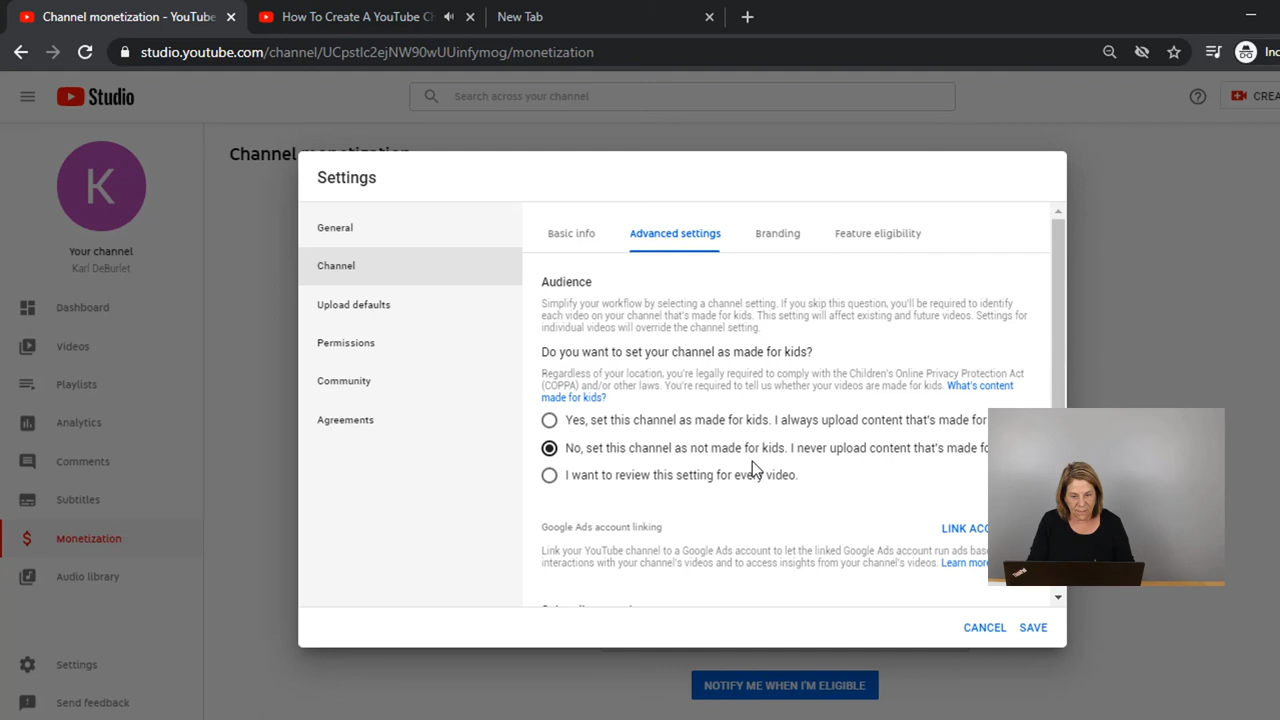 Channel monetization - YouTube
How To Create A YouTube Ch
New Tab
studio.youtube.com/channel/UCpstlc2ejNW90wUUinfymog/monetization
Studio
Search across your channel
CREA
K
Your channel
Karl DeBurlet
Dashboard
Videos
Playlists
Analytics
Comments
Subtitles
Monetization
Audio library
Settings
Send feedback
Channel monetization
Settings
General
Channel
Upload defaults
Permissions
Community
Agreements
Basic info
Advanced settings
Branding
Feature eligibility
Audience
Simplify your workflow by selecting a channel setting. If you skip this question, you'll be required to identify
each video on your channel that's made for kids. This setting will affect existing and future videos. Settings for
individual videos will override the channel setting.
Do you want to set your channel as made for kids?
Regardless of your location, you're legally required to comply with the Children's Online Privacy Protection Act
(COPPA) and/or other laws. You're required to tell us whether your videos are made for kids. What's content
made for kids?
Yes, set this channel as made for kids. I always upload content that's made for
No, set this channel as not made for kids. I never upload content that's made fo
I want to review this setting for every video.
Google Ads account linking
LINK ACC
Link your YouTube channel to a Google Ads account to let the linked Google Ads account run ads base
interactions with your channel's videos and to access insights from your channel's videos. Learn more
CANCEL
SAVE
NOTIFY ME WHEN I'M ELIGIBLE